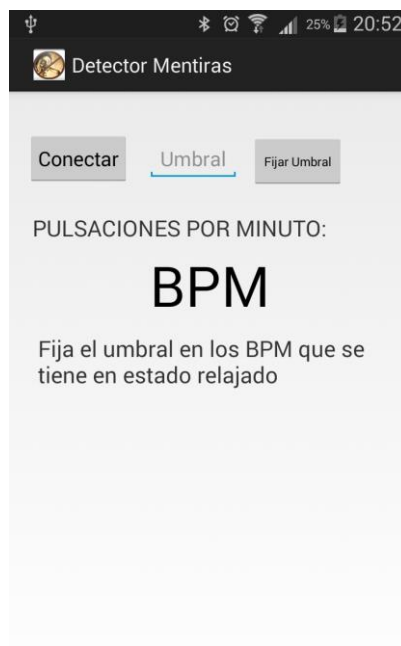 25% 20:52
Detector Mentiras
Conectar Umbral Fijar Umbral
PULSACIONES POR MINUTO:
BPM
Fija el umbral en los BPM que se
tiene en estado relajado